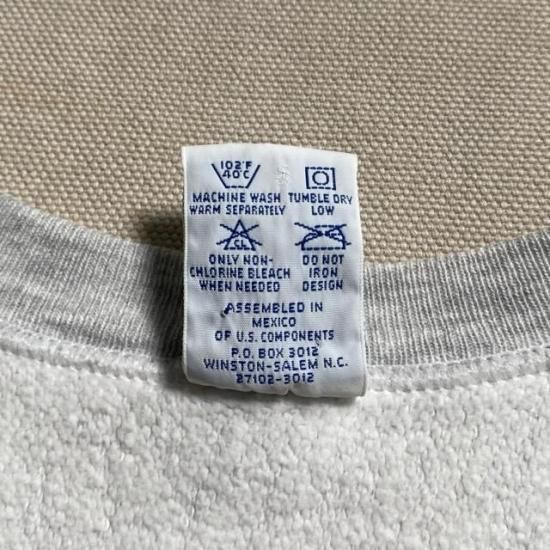 102°F
40°C
MACHINE WASH
WARM SEPARATELY
TUMBLE DRY
LOW
CL
ONLY NON-
CHLORINE BLEACH
WHEN NEEDED
DO NOT
IRON
DESIGN
ASSEMBLED IN
MEXICO
OF U.S. COMPONENTS
P.O. BOX 3012
WINSTON-SALEM N.C.
27102-3012